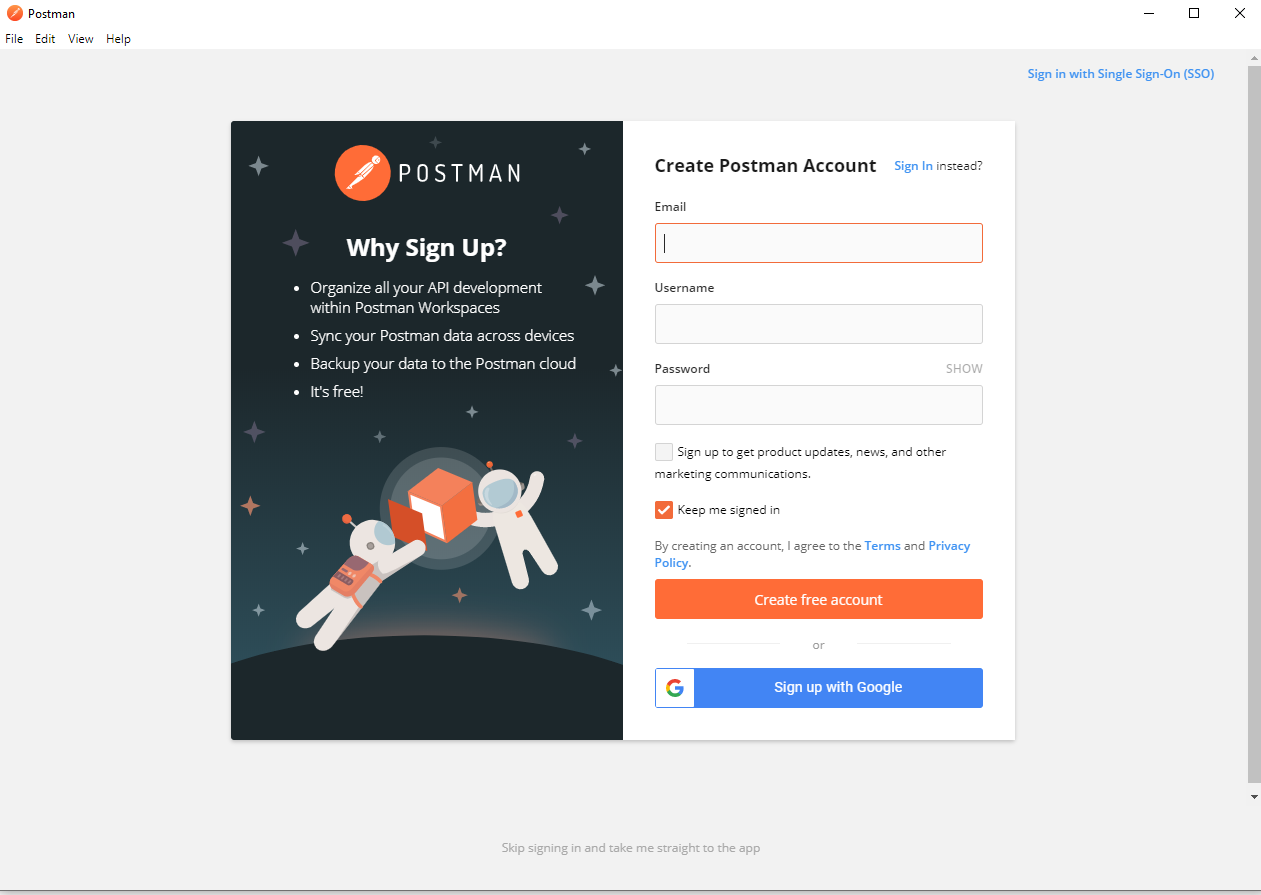 Postman
File Edit View Help
Sign in with Single Sign-On (SSO)
POSTMAN
Why Sign Up?
• Organize all your API development
within Postman Workspaces
• Sync your Postman data across devices
• Backup your data to the Postman cloud
• It's free!
Create Postman Account Sign In instead?
Email
Username
Password SHOW
Sign up to get product updates, news, and other
marketing communications.
Keep me signed in
By creating an account, I agree to the Terms and Privacy
Policy.
Create free account
or
Sign up with Google
Skip signing in and take me straight to the app